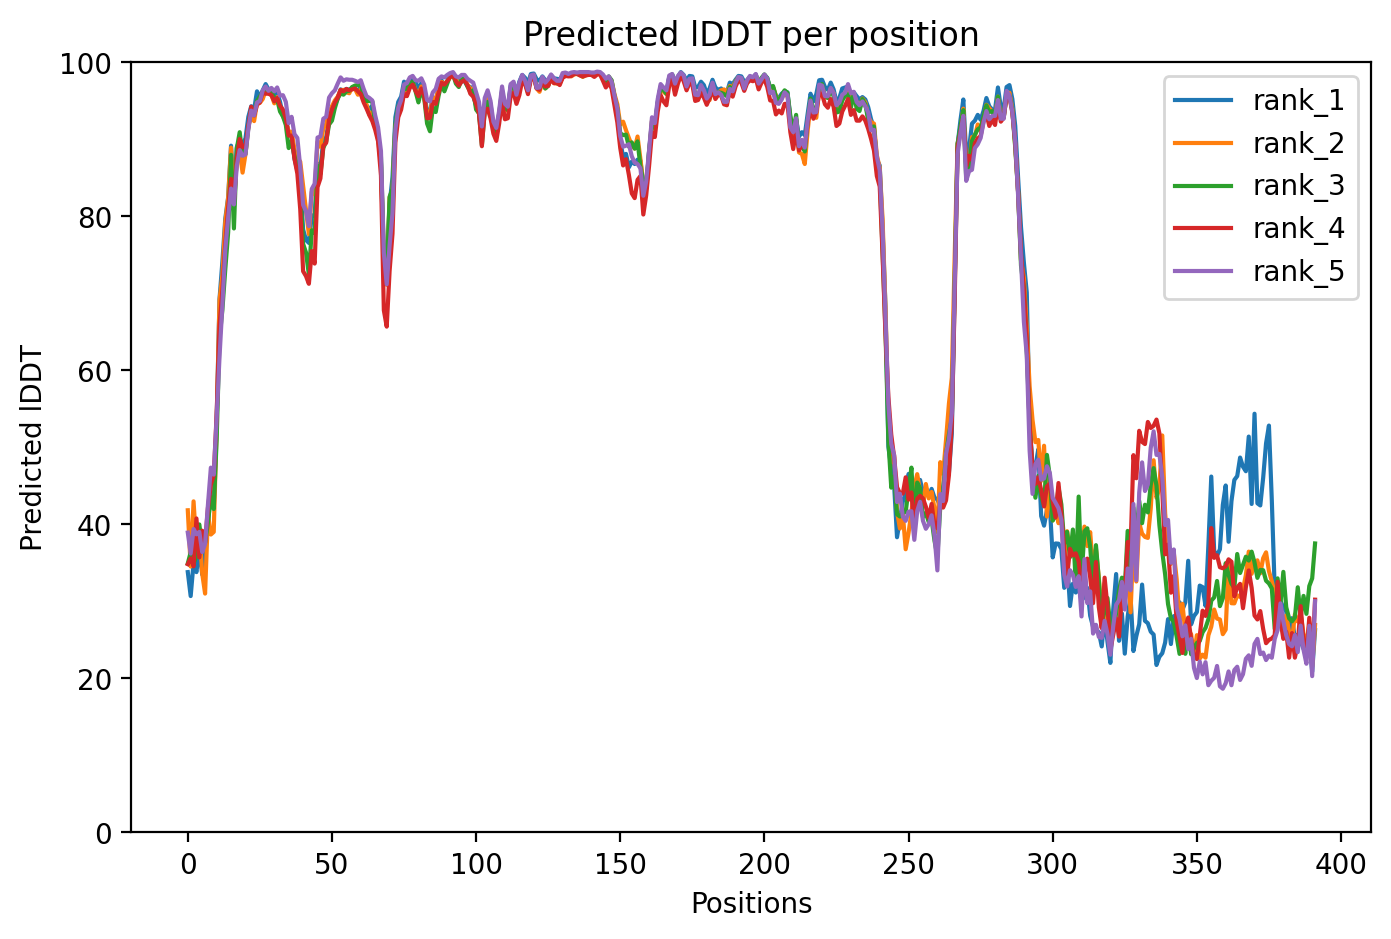 Predicted lDDT per position
100
80
60
40
20
0
Predicted lDDT
0 50 100 150 200 250 300 350 400
Positions
rank_1
rank_2
rank_3
rank_4
rank_5